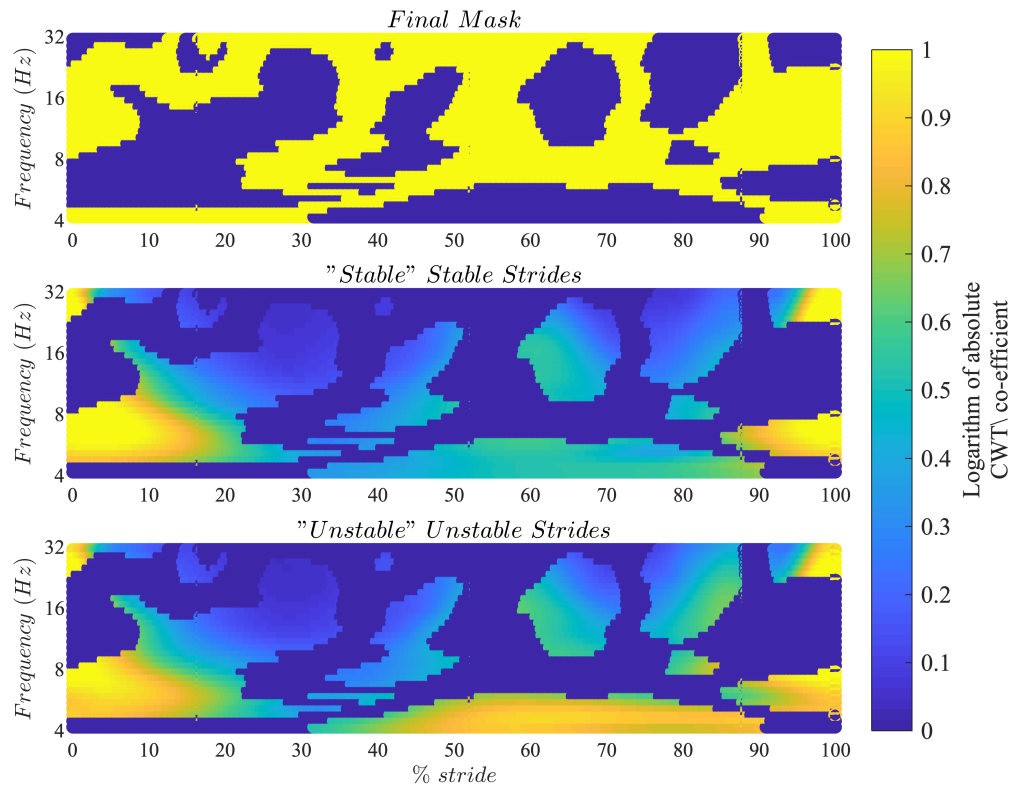 Final Mask
Frequency (Hz)
32
16
8
4
0 10 20 30 40 50 60 70 80 90 100
"Stable" Stable Strides
Frequency (Hz)
32
16
8
4
0 10 20 30 40 50 60 70 80 90 100
"Unstable" Unstable Strides
Frequency (Hz)
32
16
8
4
0 10 20 30 40 50 60 70 80 90 100
% stride
1
0.9
0.8
0.7
0.6
0.5
0.4
0.3
0.2
0.1
0
Logarithm of absolute
CWT\ co-efficient